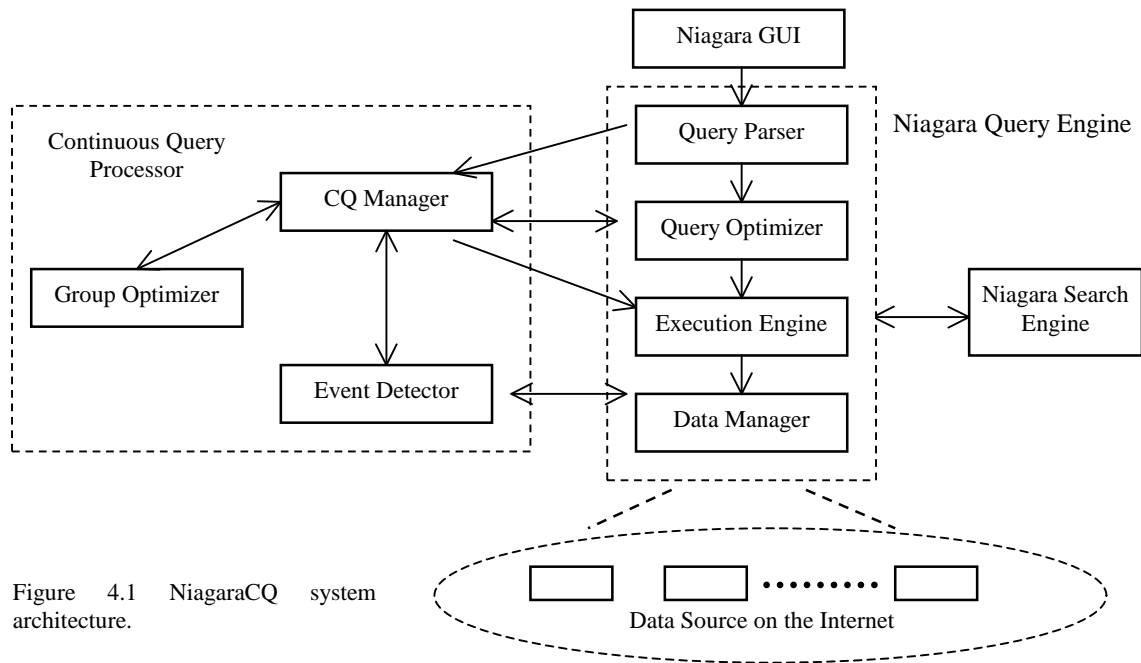 Niagara GUI
Continuous Query
Processor
Query Parser
Niagara Query Engine
CQ Manager
Query Optimizer
Group Optimizer
Execution Engine
Niagara Search
Engine
Event Detector
Data Manager
Figure 4.1 NiagaraCQ system
architecture.
Data Source on the Internet